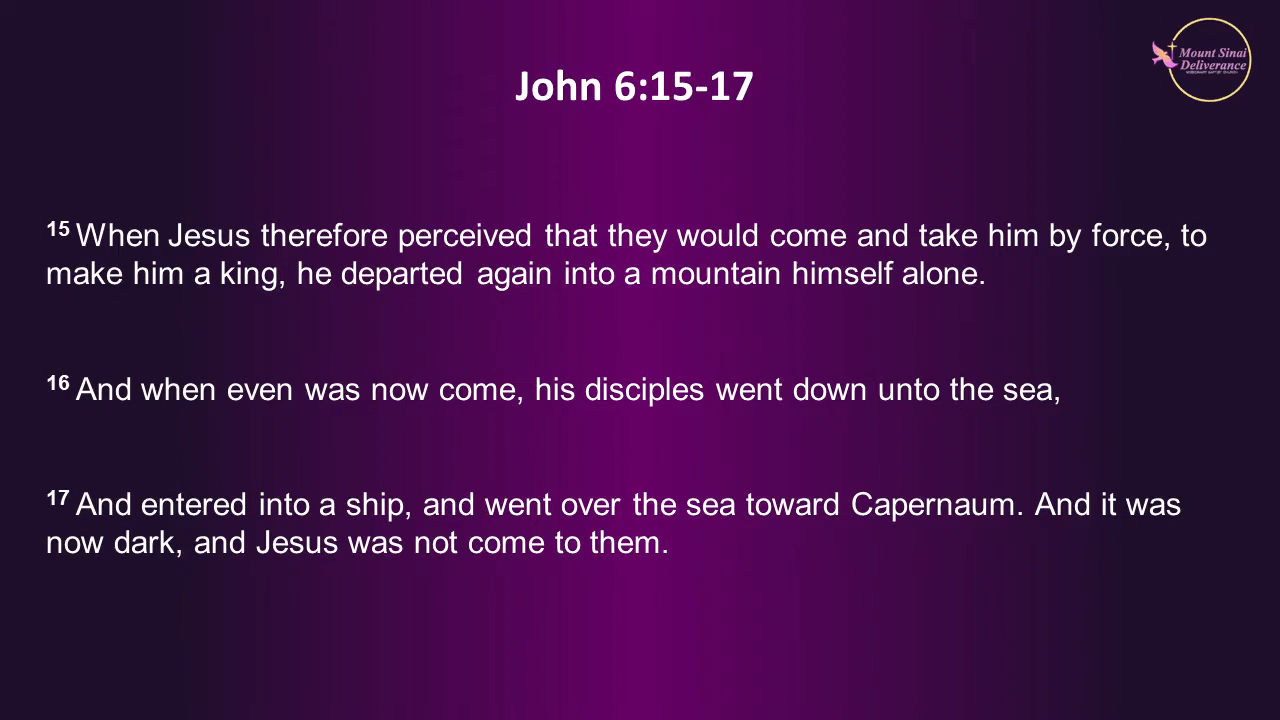 John 6:15-17
Mount Sinai
Deliverance
MISSIONARY BAPTIST CHURCH
15 When Jesus therefore perceived that they would come and take him by force, to
make him a king, he departed again into a mountain himself alone.
16 And when even was now come, his disciples went down unto the sea,
17 And entered into a ship, and went over the sea toward Capernaum. And it was
now dark, and Jesus was not come to them.